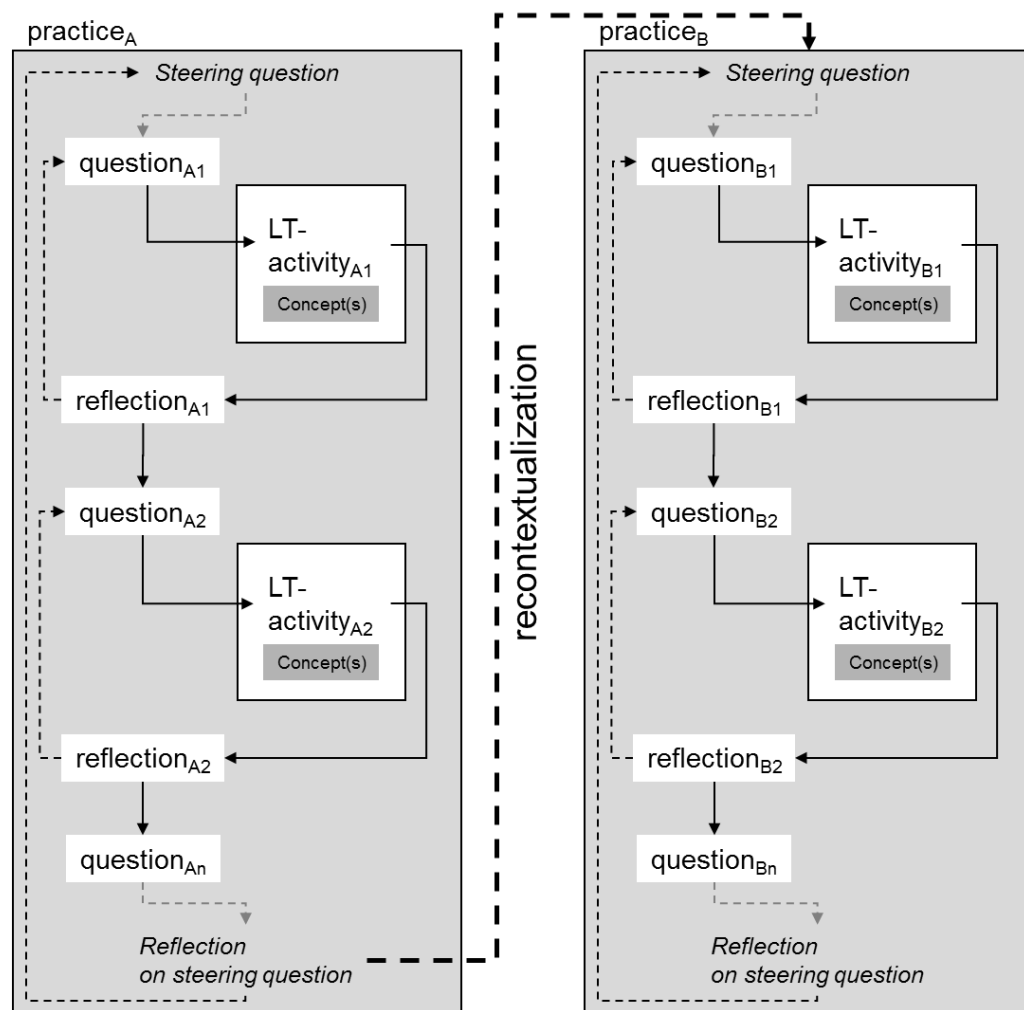 practiceA
Steering question
questionA1
LT-
activityA1
Concept(s)
reflectionA1
questionA2
LT-
activityA2
Concept(s)
reflectionA2
questionAn
Reflection
on steering question
recontextualization
practiceB
Steering question
questionB1
LT-
activityB1
Concept(s)
reflectionB1
questionB2
LT-
activityB2
Concept(s)
reflectionB2
questionBn
Reflection
on steering question